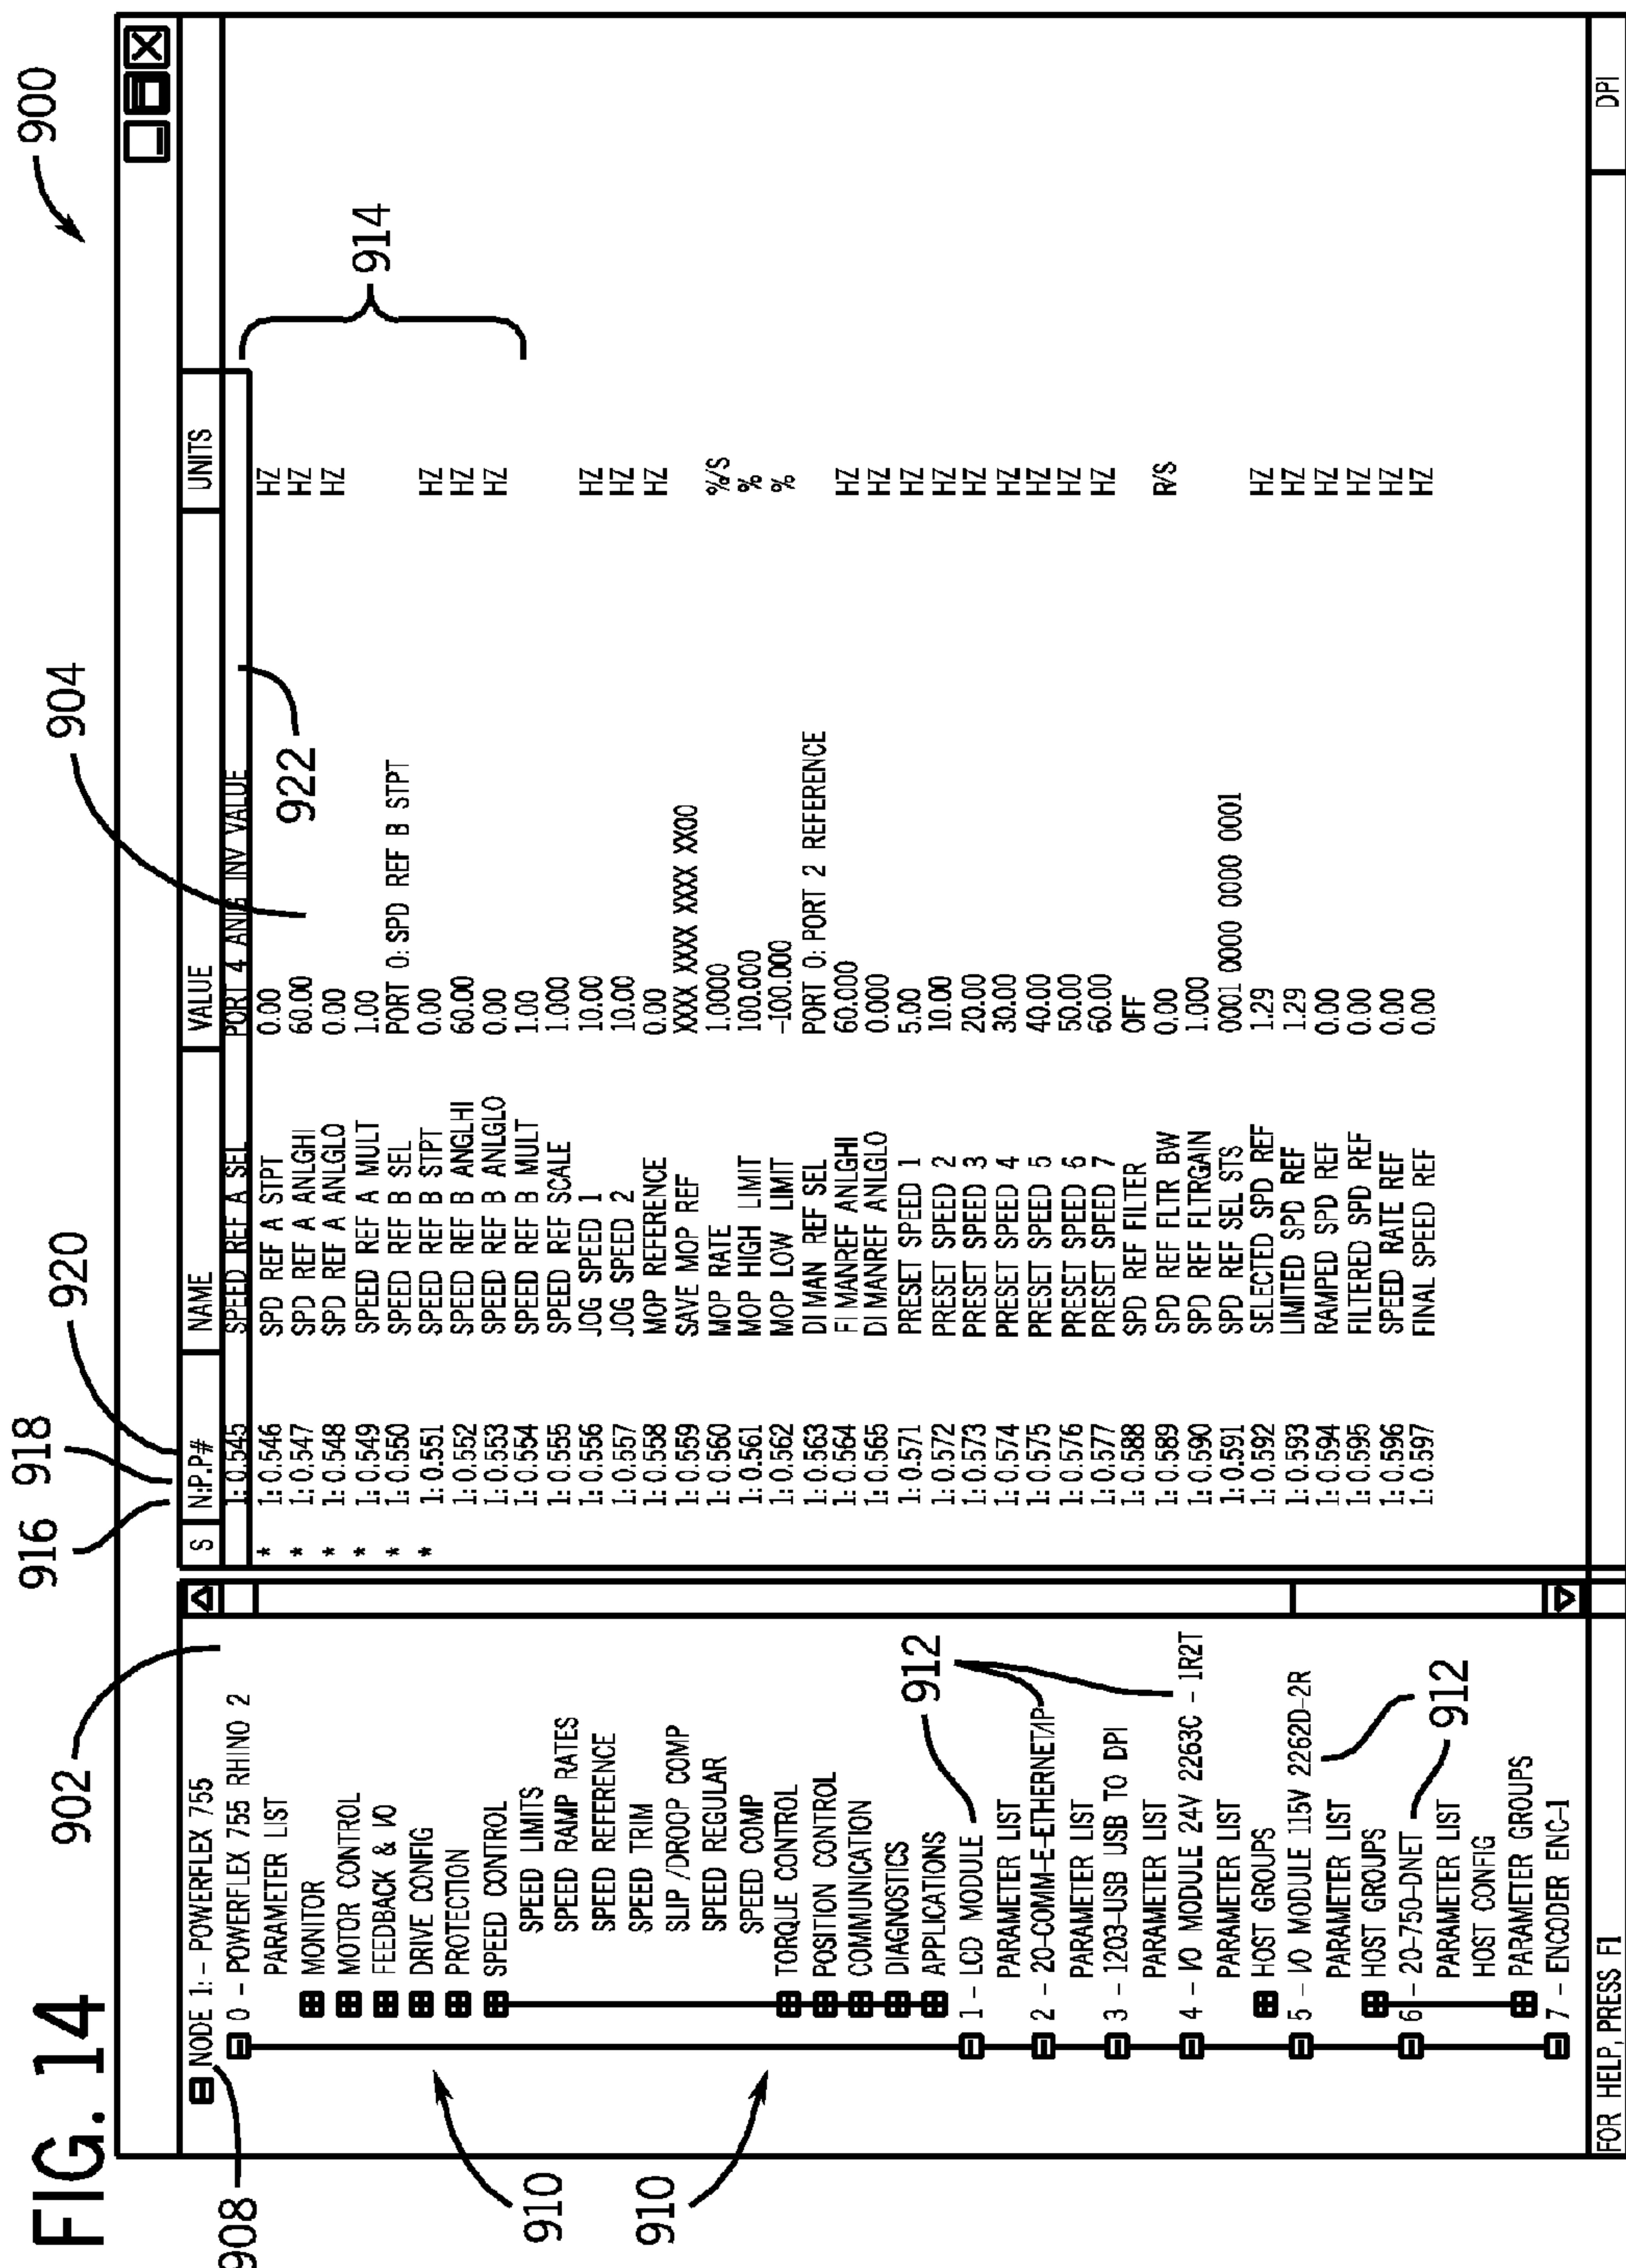 FIG. 14
900
902
904
916 918 920
NODE 1: - POWERFLEX 755
0 - POWERFLEX 755 RHINO 2
PARAMETER LIST
MONITOR
MOTOR CONTROL
FEEDBACK & I/O
DRIVE CONFIG
PROTECTION
SPEED CONTROL
SPEED LIMITS
SPEED RAMP RATES
SPEED REFERENCE
SPEED TRIM
SLIP /DROOP COMP
SPEED REGULAR
SPEED COMP
TORQUE CONTROL
POSITION CONTROL
COMMUNICATION
DIAGNOSTICS
APPLICATIONS
1 - LCD MODULE
PARAMETER LIST
2 - 20-COMM-E-ETHERNET/IP
PARAMETER LIST
3 - 1203-USB USB TO DPI
PARAMETER LIST
4 - I/O MODULE 24V 2263C - 1R2T
PARAMETER LIST
HOST GROUPS
5 - I/O MODULE 115V 2262D-2R
PARAMETER LIST
HOST GROUPS
6 - 20-750-DNET
PARAMETER LIST
HOST CONFIG
PARAMETER GROUPS
7 - ENCODER ENC-1
908
910
910
912
912
S N:P.P# NAME VALUE UNITS
1: 0.545 SPEED REF A SEL PORT 4 ANIG INV VALUE
* 1: 0.546 SPD REF A STPT 0.00 HZ
* 1: 0.547 SPD REF A ANLGHI 60.00 HZ
* 1: 0.548 SPD REF A ANLGLO 0.00 HZ
* 1: 0.549 SPEED REF A MULT 1.00
* 1: 0.550 SPEED REF B SEL PORT 0: SPD REF B STPT
* 1: 0.551 SPEED REF B STPT 0.00 HZ
1: 0.552 SPEED REF B ANGLHI 60.00 HZ
1: 0.553 SPEED REF B ANLGLO 0.00 HZ
1: 0.554 SPEED REF B MULT 1.00
1: 0.555 SPEED REF SCALE 1.000
1: 0.556 JOG SPEED 1 10.00 HZ
1: 0.557 JOG SPEED 2 10.00 HZ
1: 0.558 MOP REFERENCE 0.00 HZ
1: 0.559 SAVE MOP REF XXXX XXXX XXXX XX00
1: 0.560 MOP RATE 1.0000 %/S
1: 0.561 MOP HIGH LIMIT 100.000 %
1: 0.562 MOP LOW LIMIT -100.000 %
1: 0.563 DI MAN REF SEL PORT 0: PORT 2 REFERENCE
1: 0.564 FI MANREF ANLGHI 60.000 HZ
1: 0.565 DI MANREF ANLGLO 0.000 HZ
1: 0.571 PRESET SPEED 1 5.00 HZ
1: 0.572 PRESET SPEED 2 10.00 HZ
1: 0.573 PRESET SPEED 3 20.00 HZ
1: 0.574 PRESET SPEED 4 30.00 HZ
1: 0.575 PRESET SPEED 5 40.00 HZ
1: 0.576 PRESET SPEED 6 50.00 HZ
1: 0.577 PRESET SPEED 7 60.00 HZ
1: 0.588 SPD REF FILTER OFF
1: 0.589 SPD REF FLTR BW 0.00 R/S
1: 0.590 SPD REF FLTRGAIN 1.000
1: 0.591 SPD REF SEL STS 0001 0000 0000 0001
1: 0.592 SELECTED SPD REF 1.29 HZ
1: 0.593 LIMITED SPD REF 1.29 HZ
1: 0.594 RAMPED SPD REF 0.00 HZ
1: 0.595 FILTERED SPD REF 0.00 HZ
1: 0.596 SPEED RATE REF 0.00 HZ
1: 0.597 FINAL SPEED REF 0.00 HZ
922
914
FOR HELP, PRESS F1
DPI